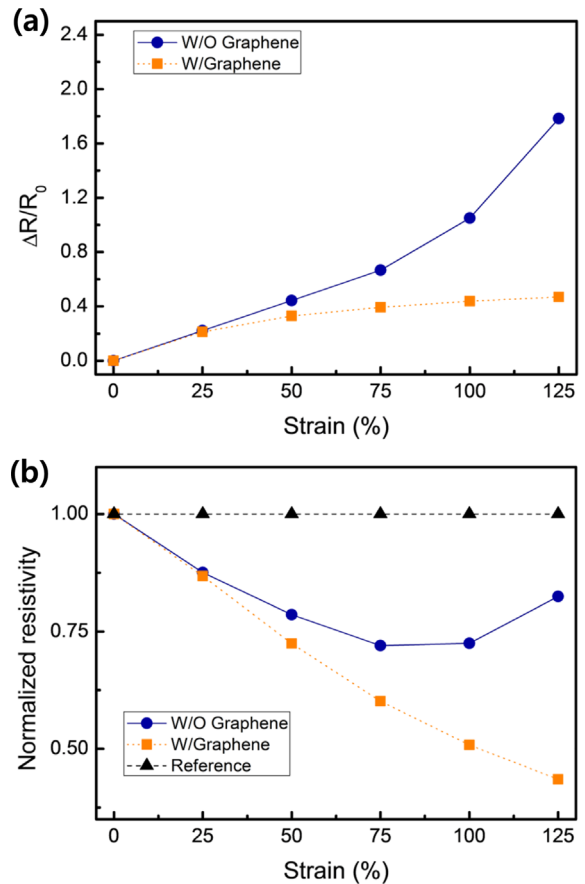 (a)
2.4
2.0
1.6
1.2
0.8
0.4
0.0
ΔR/R0
W/O Graphene
W/Graphene
0 25 50 75 100 125
Strain (%)
(b)
1.00
0.75
0.50
Normalized resistivity
W/O Graphene
W/Graphene
Reference
0 25 50 75 100 125
Strain (%)